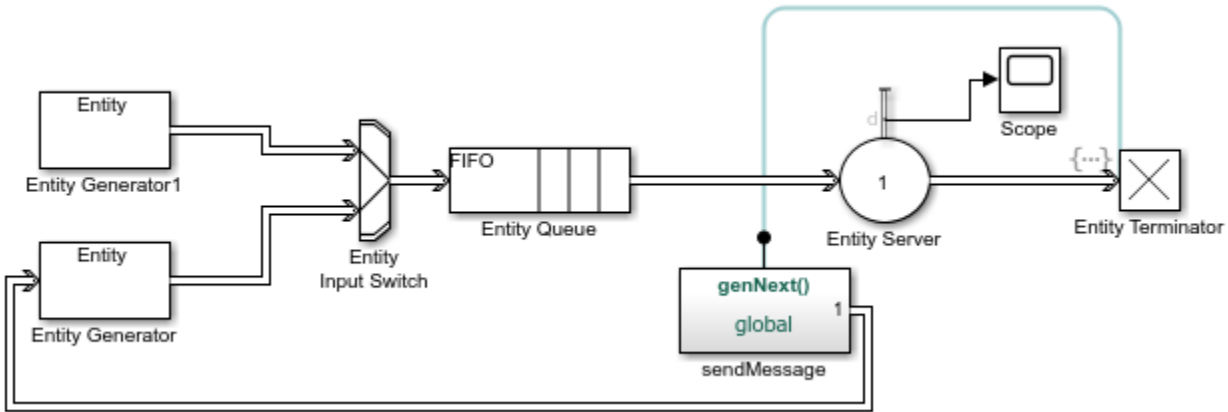 Entity
Entity Generator1
Entity
Entity Generator
Entity
Input Switch
FIFO
Entity Queue
d
1
Entity Server
Scope
{...}
Entity Terminator
genNext()
global
1
sendMessage